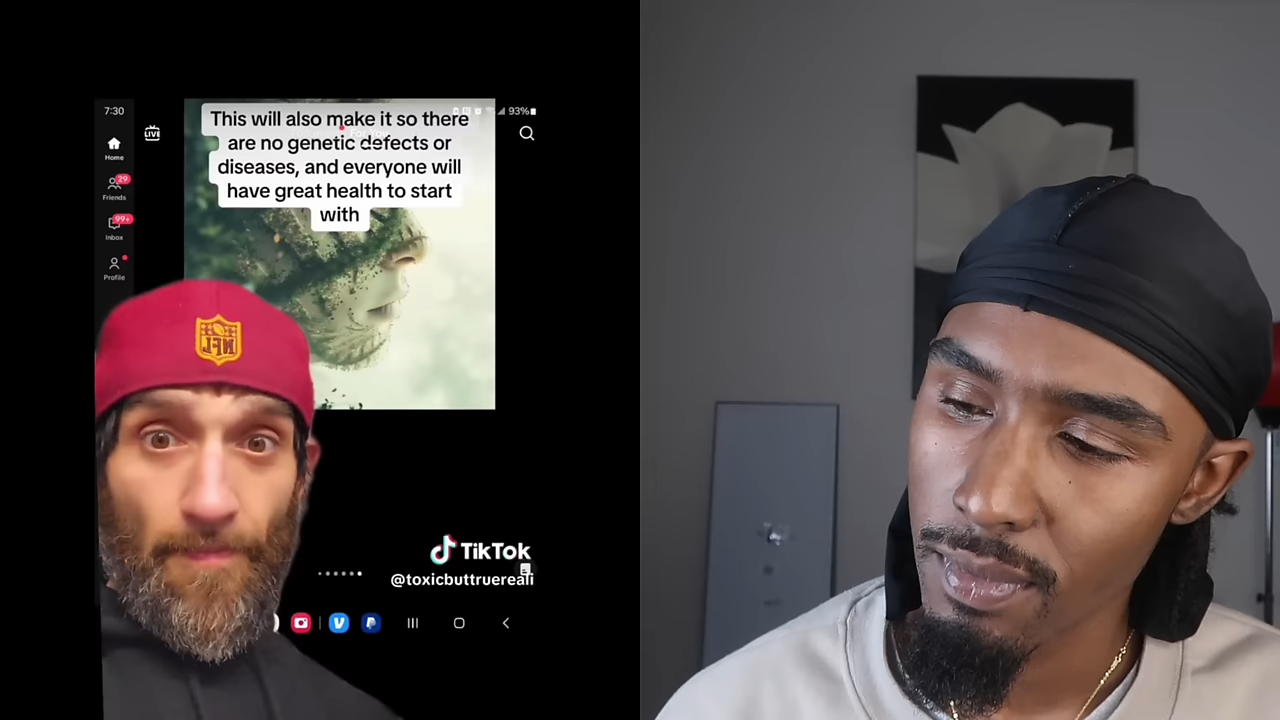 7:30
93%
LIVE
This will also make it so there
are no genetic defects or
diseases, and everyone will
have great health to start
with
Home
29
Friends
99+
Inbox
Profile
NFL
TikTok
@toxicbuttruereali